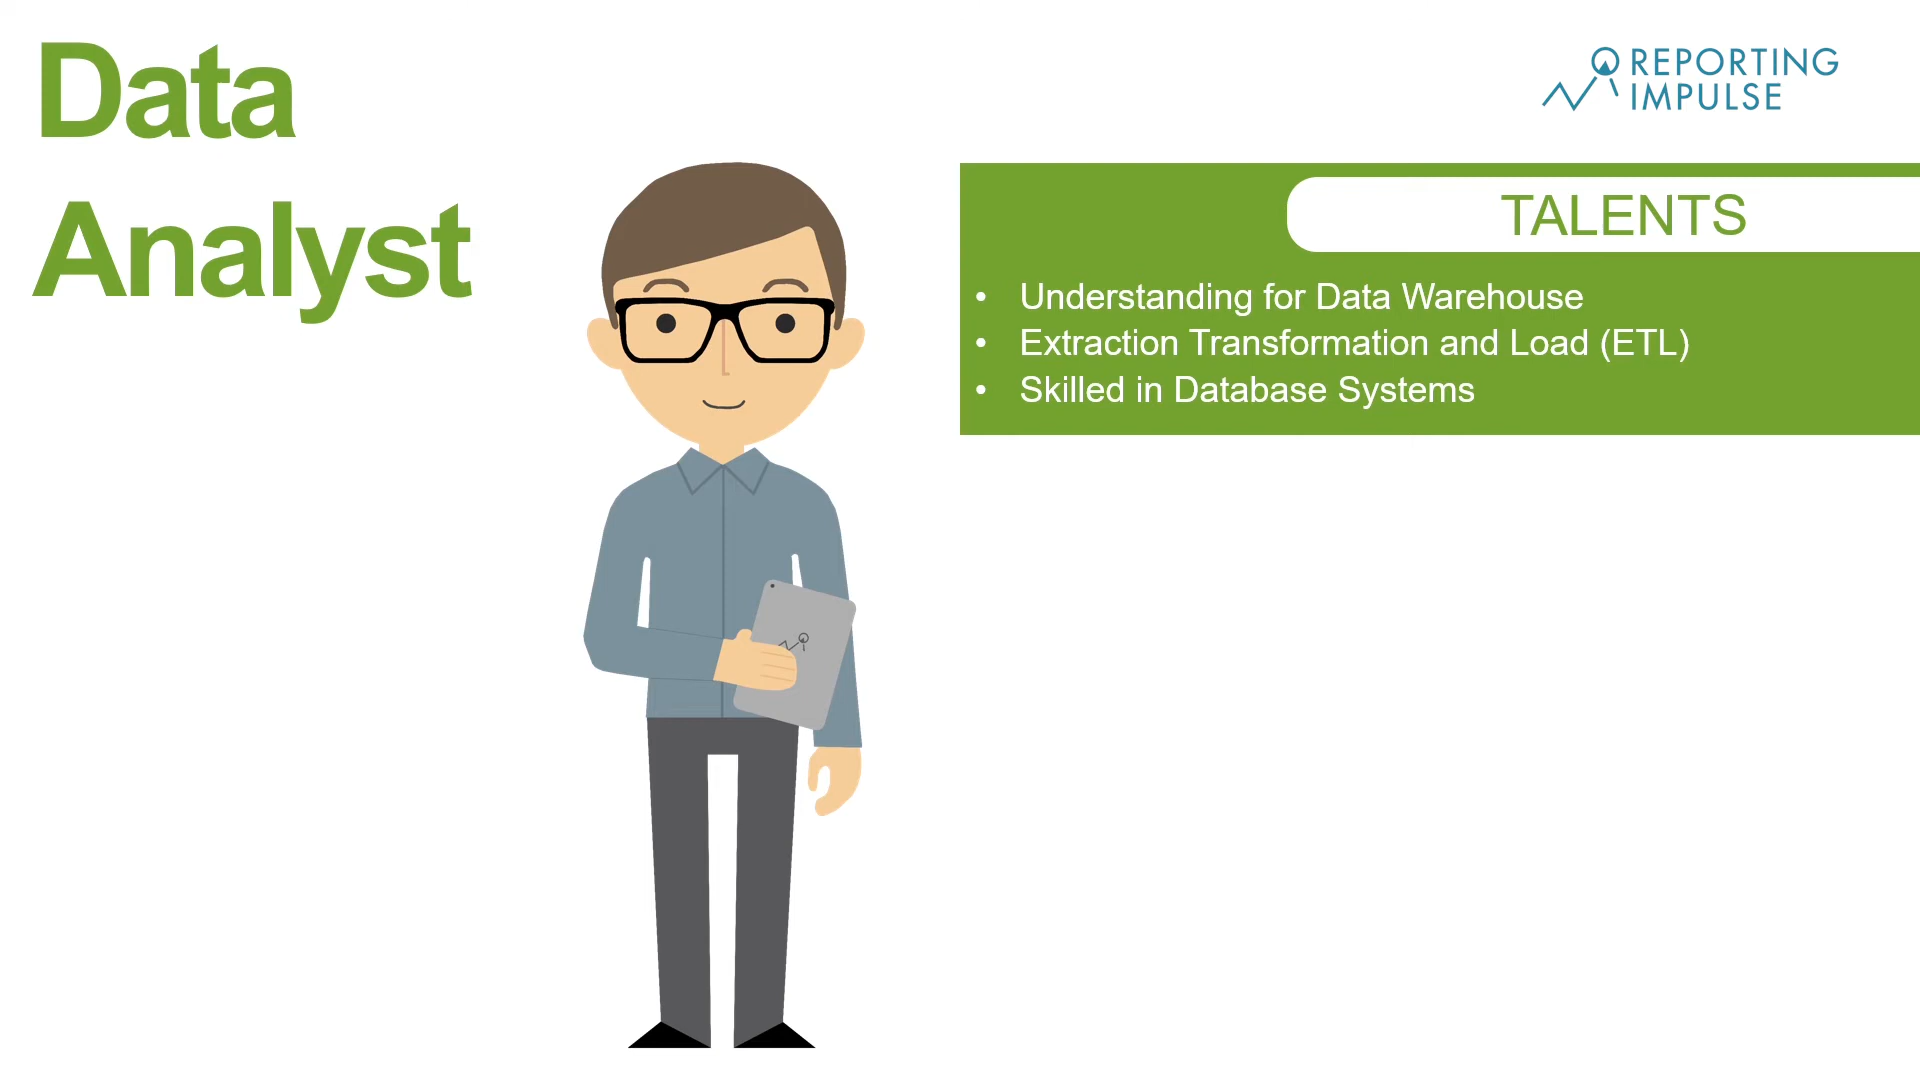 Data
Analyst
REPORTING
IMPULSE
TALENTS
• Understanding for Data Warehouse
• Extraction Transformation and Load (ETL)
• Skilled in Database Systems